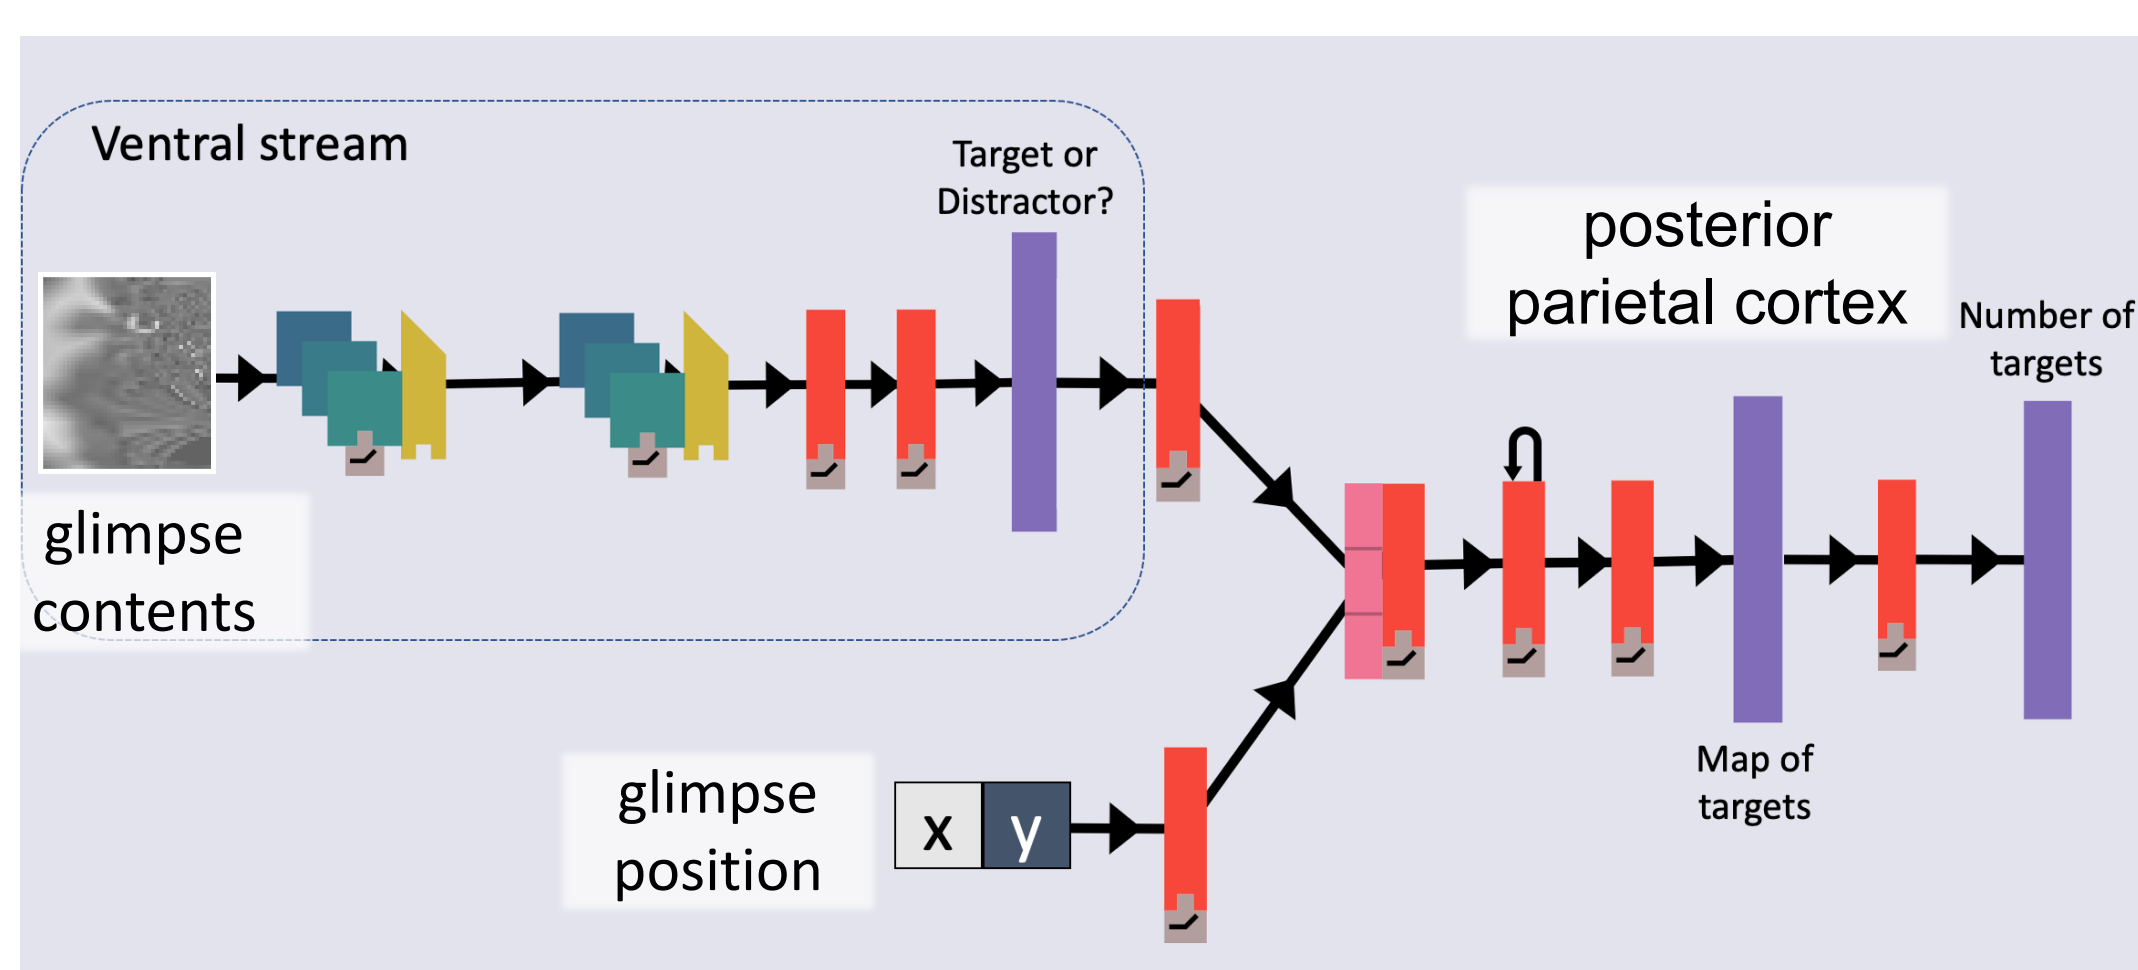 Ventral stream
Target or
Distractor?
glimpse
contents
posterior
parietal cortex
Number of
targets
Map of
targets
glimpse
position
x y